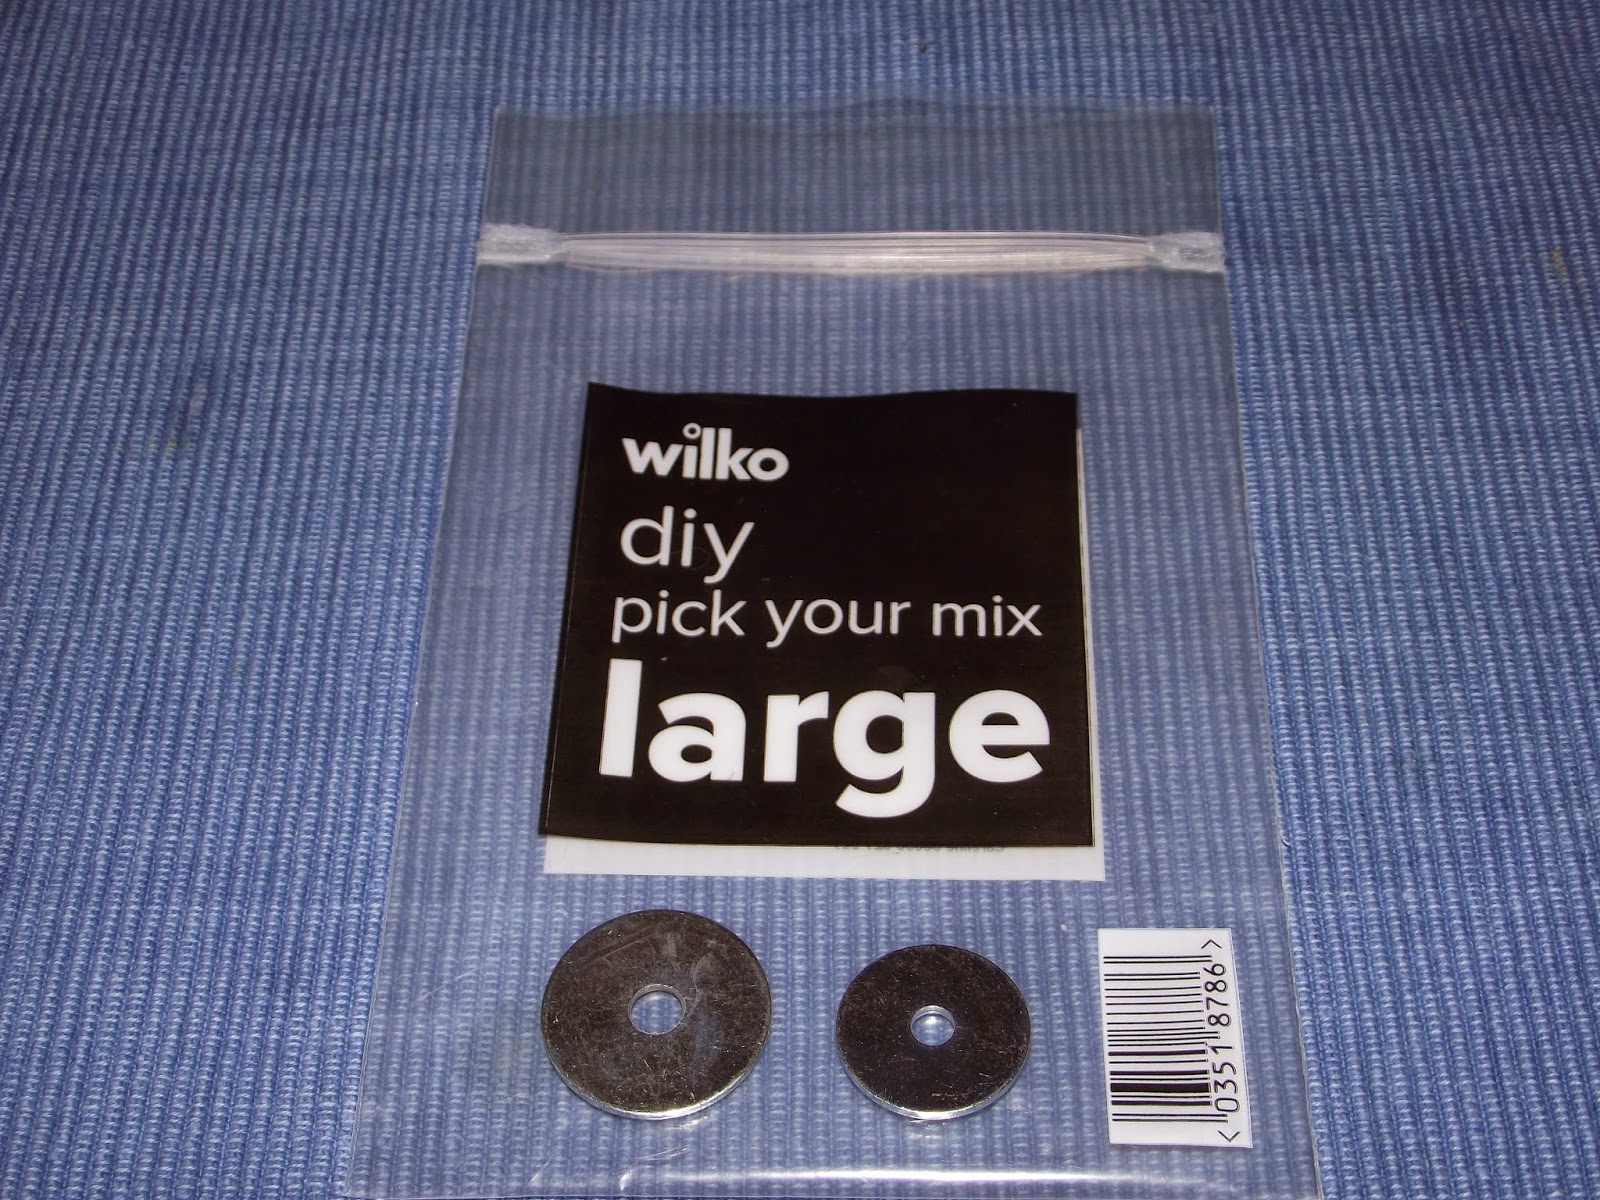 wilko
diy
pick your mix
large
<0351 8786>